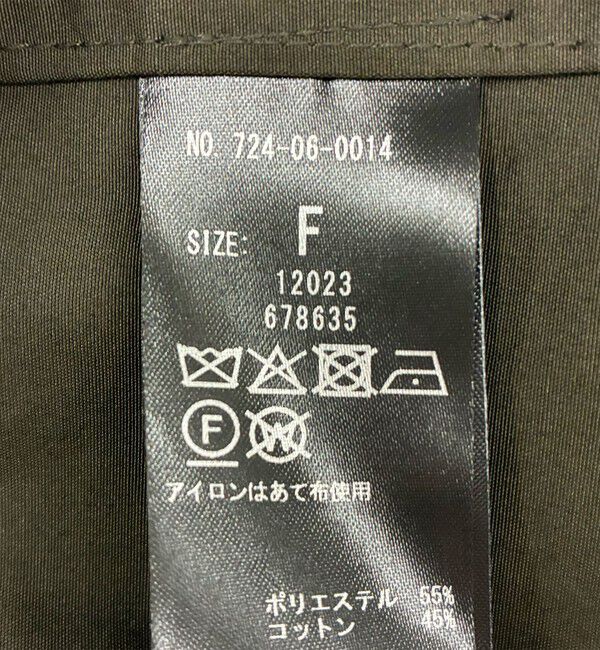 NO. 724-06-0014
SIZE: F
12023
678635
F W
アイロンはあて布使用
ポリエステル 55%
コットン 45%